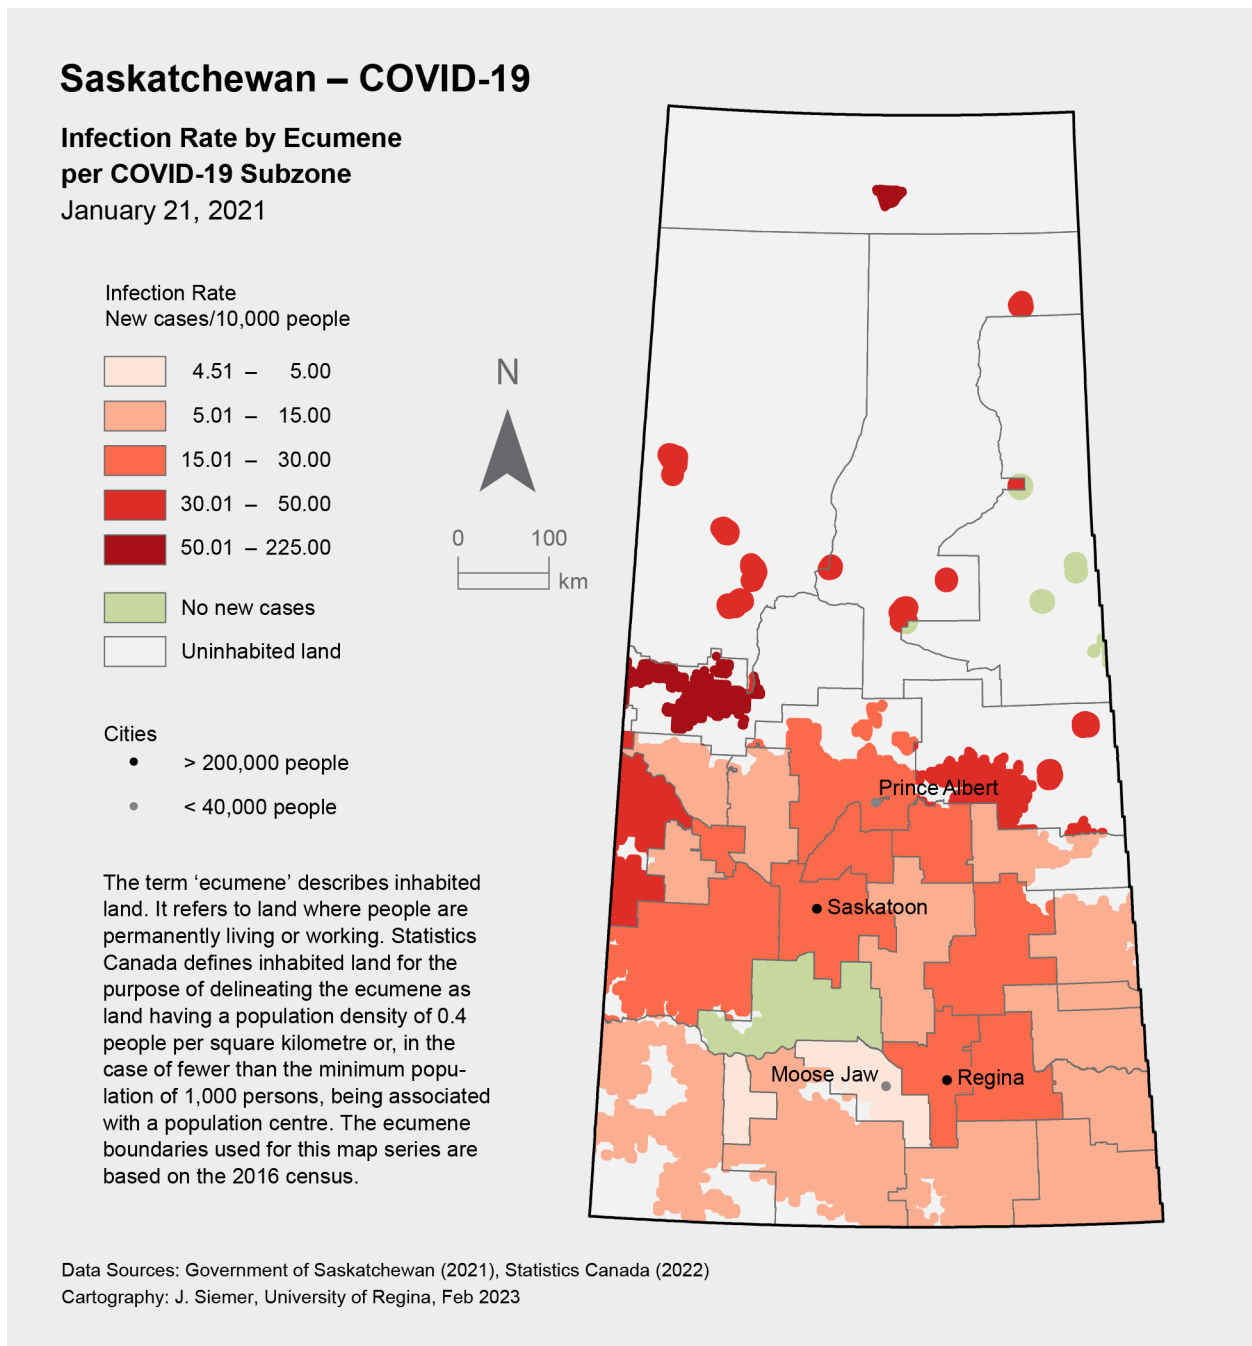 Saskatchewan – COVID-19
Infection Rate by Ecumene
per COVID-19 Subzone
January 21, 2021
Infection Rate
New cases/10,000 people
4.51 – 5.00
5.01 – 15.00
15.01 – 30.00
30.01 – 50.00
50.01 – 225.00
No new cases
Uninhabited land
N
0 100
km
Cities
> 200,000 people
< 40,000 people
The term ‘ecumene’ describes inhabited
land. It refers to land where people are
permanently living or working. Statistics
Canada defines inhabited land for the
purpose of delineating the ecumene as
land having a population density of 0.4
people per square kilometre or, in the
case of fewer than the minimum popu-
lation of 1,000 persons, being associated
with a population centre. The ecumene
boundaries used for this map series are
based on the 2016 census.
Prince Albert
Saskatoon
Moose Jaw
Regina
Data Sources: Government of Saskatchewan (2021), Statistics Canada (2022)
Cartography: J. Siemer, University of Regina, Feb 2023